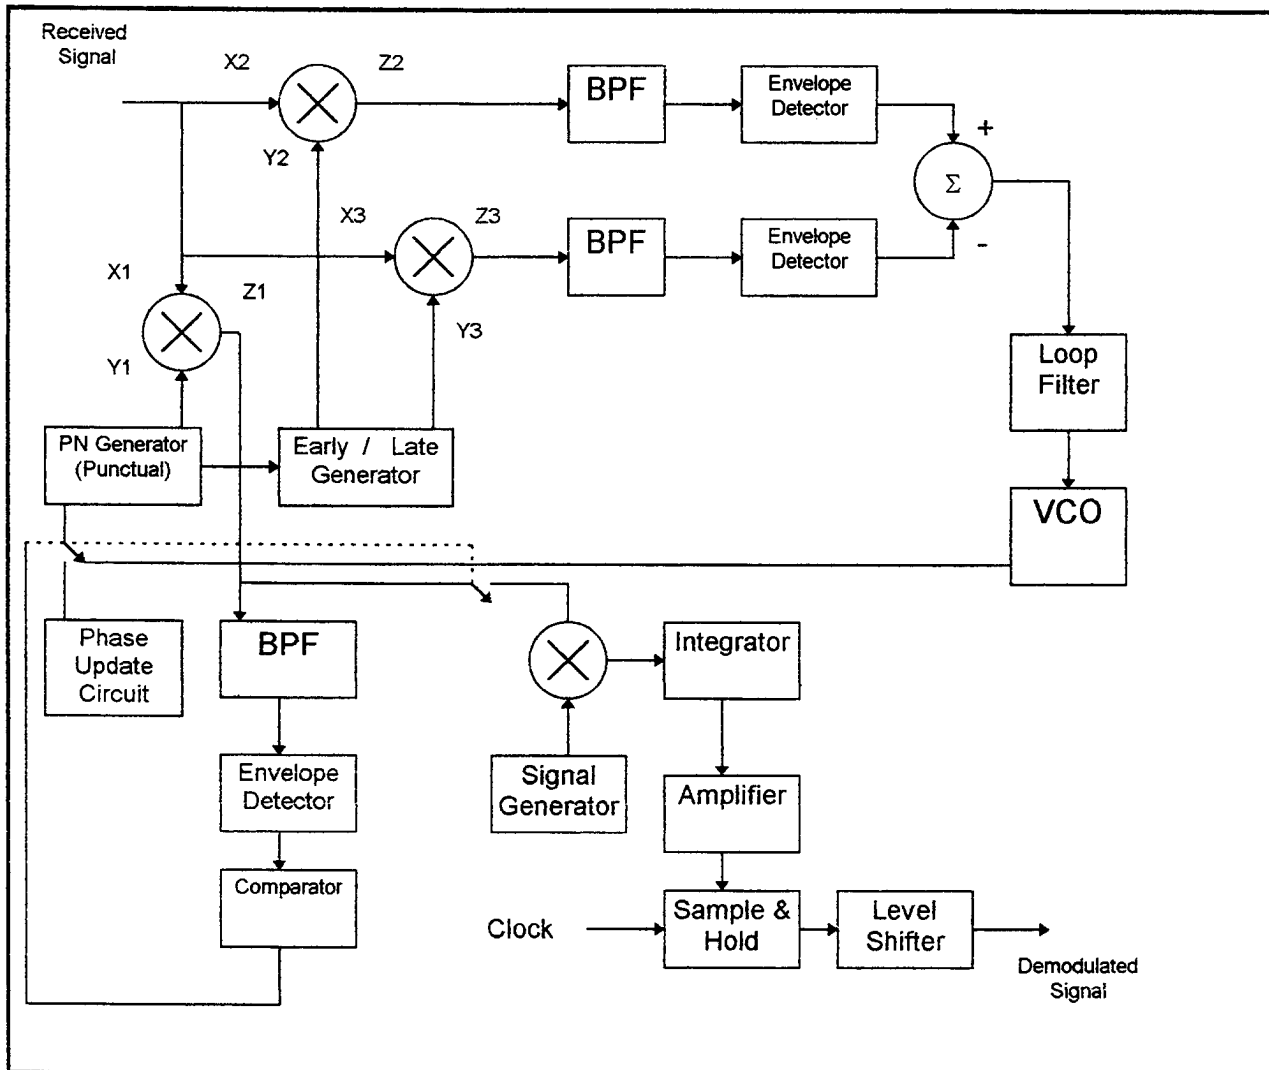 Received
Signal
X2
Z2
BPF
Envelope
Detector
+
Y2
Σ
X3
Z3
BPF
Envelope
Detector
-
X1
Z1
Y3
Y1
Loop
Filter
PN Generator
(Punctual)
Early / Late
Generator
VCO
Phase
Update
Circuit
BPF
Integrator
Envelope
Detector
Signal
Generator
Amplifier
Comparator
Clock
Sample &
Hold
Level
Shifter
Demodulated
Signal